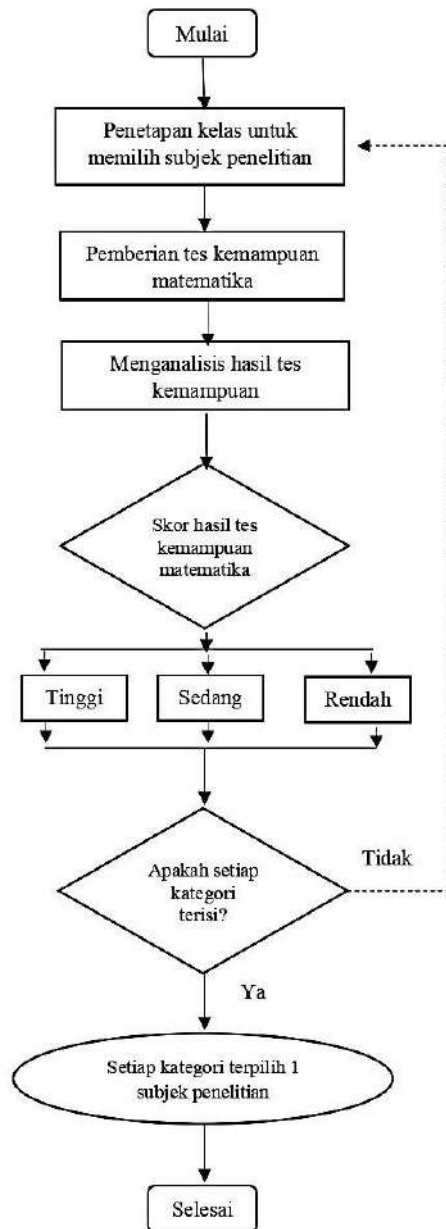 Mulai
Penetapan kelas untuk
memilih subjek penelitian
Pemberian tes kemampuan
matematika
Menganalisis hasil tes
kemampuan
Skor hasil tes
kemampuan
matematika
Tinggi
Sedang
Rendah
Apakah setiap
kategori
terisi?
Tidak
Ya
Setiap kategori terpilih 1
subjek penelitian
Selesai